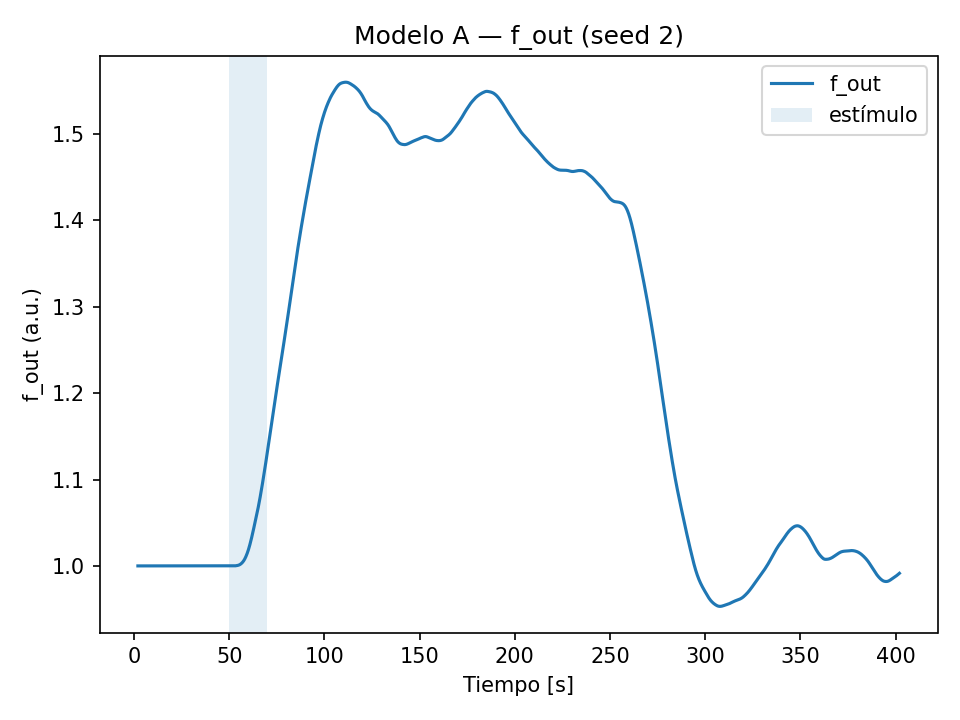 Modelo A — f_out (seed 2)
f_out
estímulo
f_out (a.u.)
1.5
1.4
1.3
1.2
1.1
1.0
0 50 100 150 200 250 300 350 400
Tiempo [s]